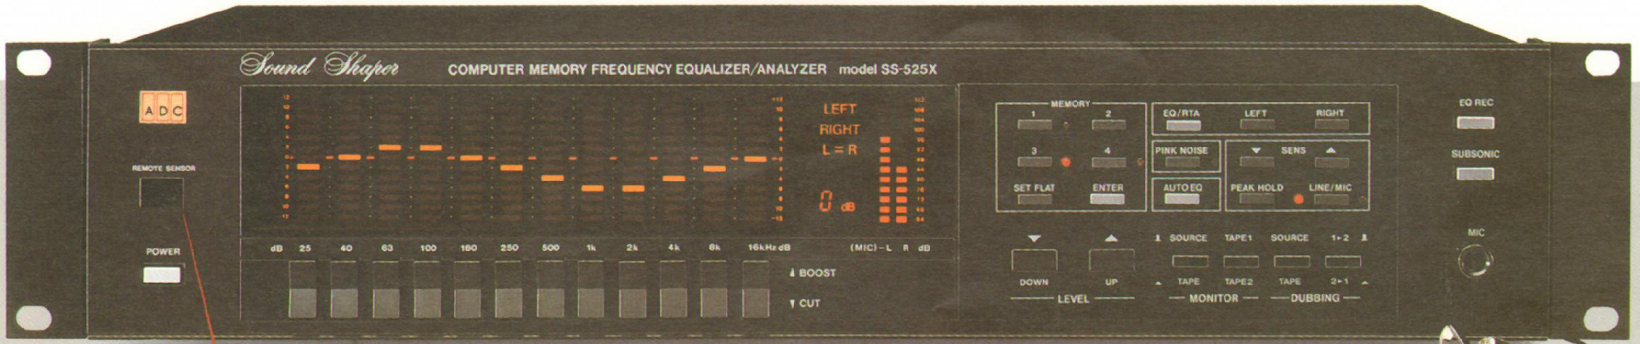 Sound Shaper COMPUTER MEMORY FREQUENCY EQUALIZER/ANALYZER model SS-525X
ADC
REMOTE SENSOR
POWER
LEFT
RIGHT
L = R
0 dB
dB 25 40 63 100 160 250 500 1k 2k 4k 8k 16kHz dB (MIC) - L R dB
▲ BOOST
▼ CUT
MEMORY
1 2
3 4
SET FLAT ENTER
EQ/RTA LEFT RIGHT
PINK NOISE ▼ SENS ▲
AUTO EQ PEAK HOLD LINE/MIC
▼ ▲
DOWN UP
LEVEL
SOURCE TAPE1 SOURCE 1▸2
TAPE TAPE2 TAPE 2▸1
MONITOR DUBBING
EQ REC
SUBSONIC
MIC